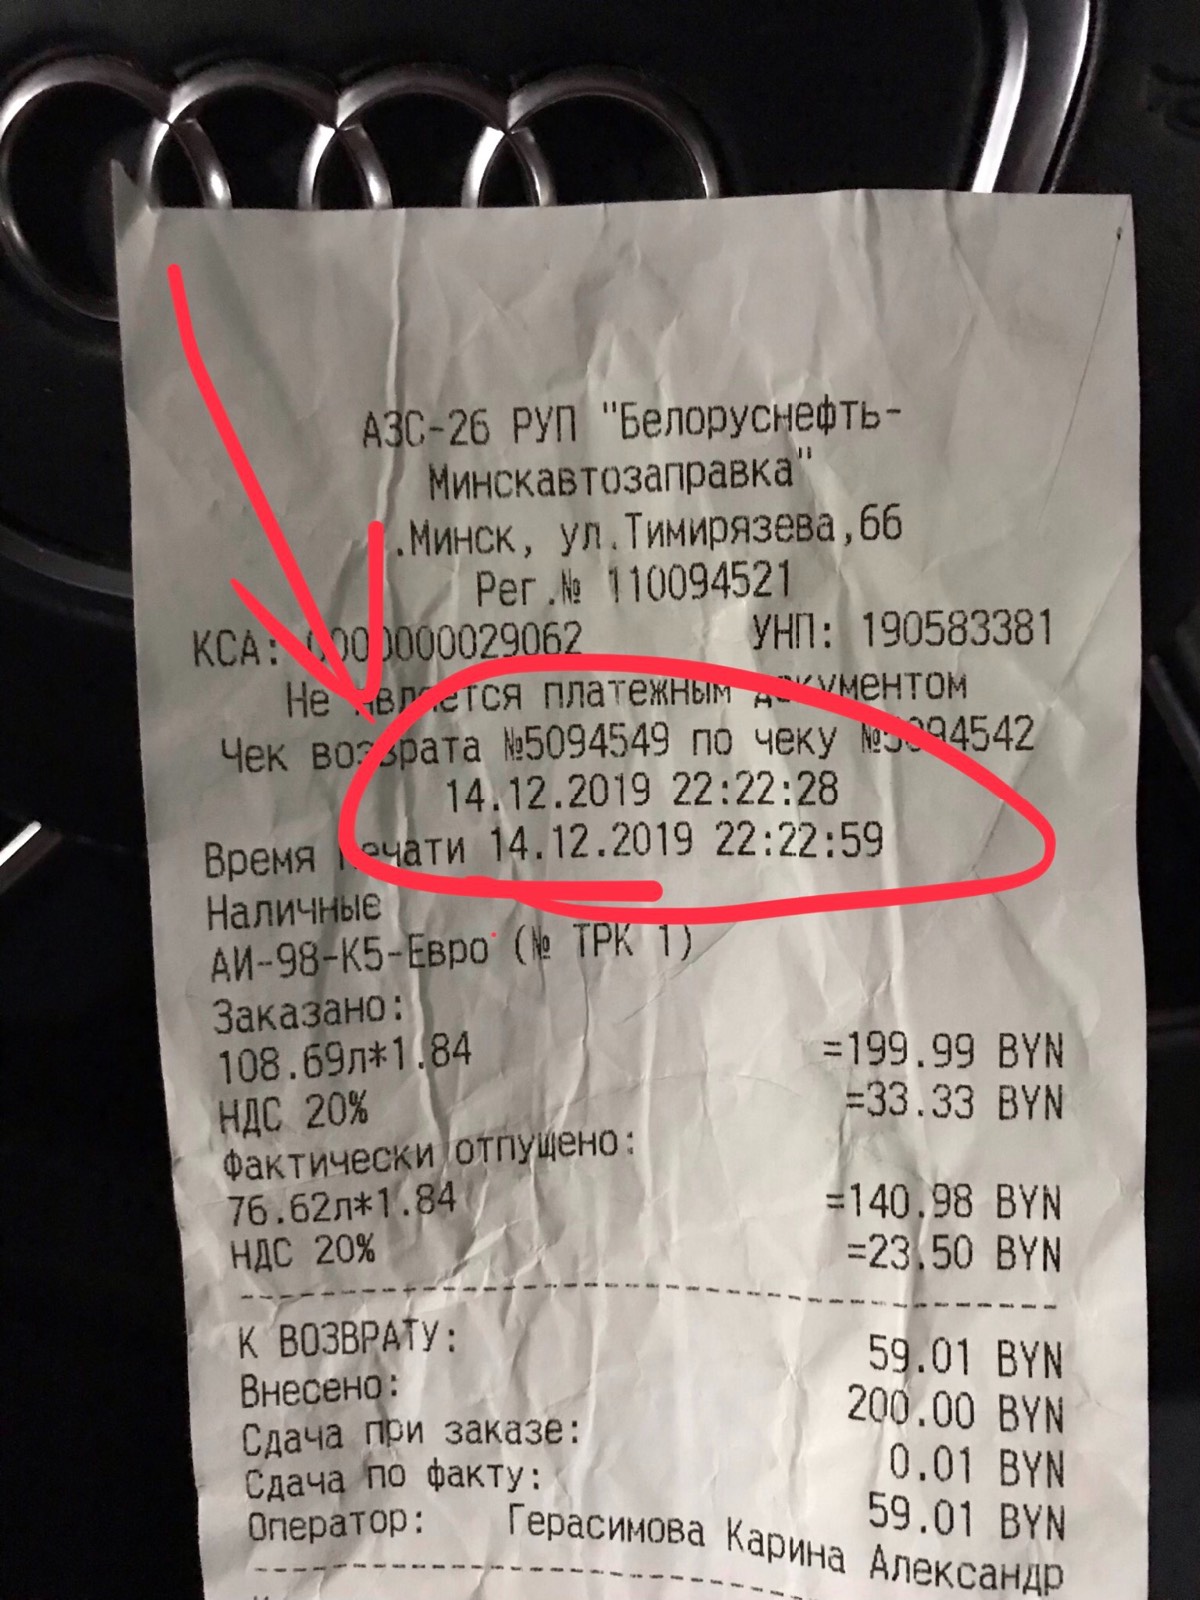 АЗС-26 РУП "Белоруснефть-
Минскавтозаправка"
.Минск, ул.Тимирязева,66
Рег.№ 110094521
КСА: 0000000029062 УНП: 190583381
Не является платежным документом
Чек возврата №5094549 по чеку №5094542
14.12.2019 22:22:28
Время печати 14.12.2019 22:22:59
Наличные
АИ-98-К5-Евро (№ ТРК 1)
Заказано:
108.69л*1.84 =199.99 BYN
НДС 20% =33.33 BYN
Фактически отпущено:
76.62л*1.84 =140.98 BYN
НДС 20% =23.50 BYN
К ВОЗВРАТУ: 59.01 BYN
Внесено: 200.00 BYN
Сдача при заказе: 0.01 BYN
Сдача по факту: 59.01 BYN
Оператор: Герасимова Карина Александр